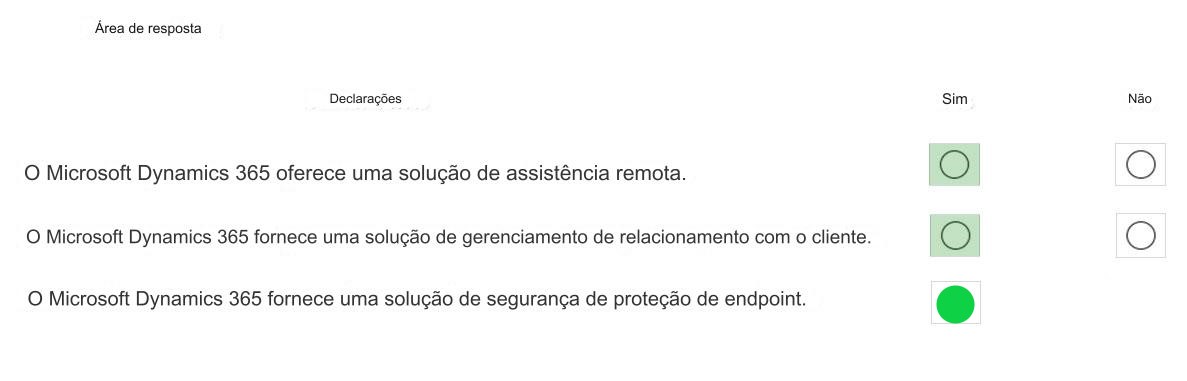 Área de resposta
Declarações Sim Não
O Microsoft Dynamics 365 oferece uma solução de assistência remota.
O Microsoft Dynamics 365 fornece uma solução de gerenciamento de relacionamento com o cliente.
O Microsoft Dynamics 365 fornece uma solução de segurança de proteção de endpoint.